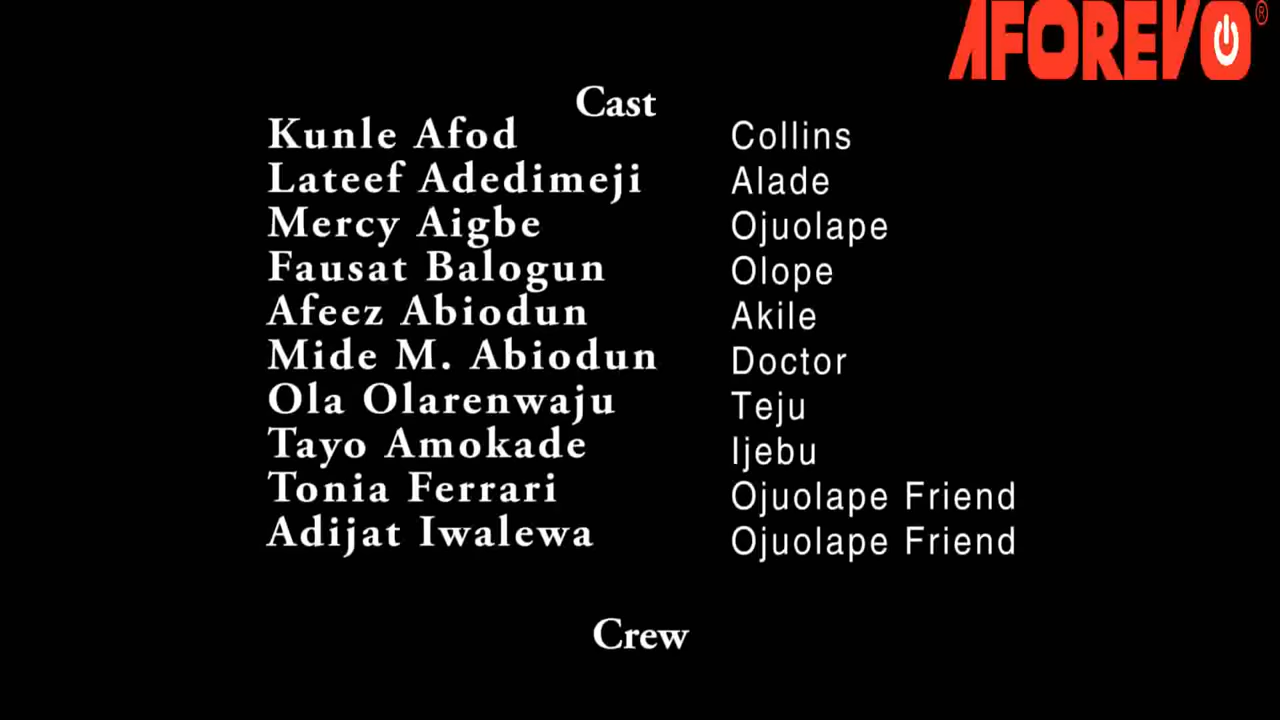 AFOREVO®
Cast
Kunle Afod Collins
Lateef Adedimeji Alade
Mercy Aigbe Ojuolape
Fausat Balogun Olope
Afeez Abiodun Akile
Mide M. Abiodun Doctor
Ola Olarenwaju Teju
Tayo Amokade Ijebu
Tonia Ferrari Ojuolape Friend
Adijat Iwalewa Ojuolape Friend
Crew